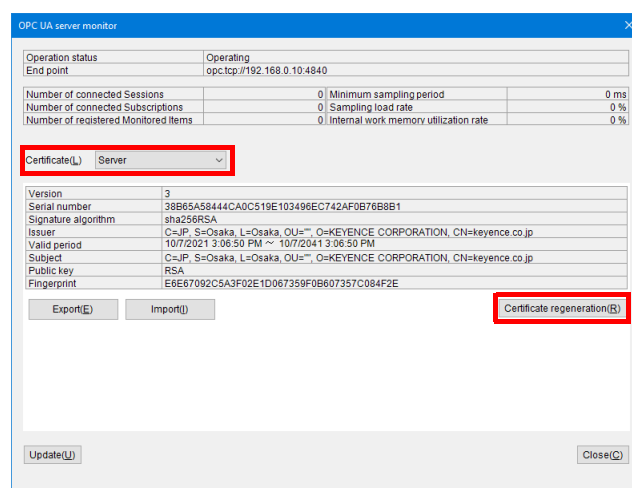 OPC UA server monitor
Operation status Operating
End point opc.tcp://192.168.0.10:4840
Number of connected Sessions 0 Minimum sampling period 0 ms
Number of connected Subscriptions 0 Sampling load rate 0 %
Number of registered Monitored Items 0 Internal work memory utilization rate 0 %
Certificate(L) Server
Version 3
Serial number 38B65A58444CA0C519E103496EC742AF0B76B8B1
Signature algorithm sha256RSA
Issuer C=JP, S=Osaka, L=Osaka, OU="", O=KEYENCE CORPORATION, CN=keyence.co.jp
Valid period 10/7/2021 3:06:50 PM ～ 10/7/2041 3:06:50 PM
Subject C=JP, S=Osaka, L=Osaka, OU="", O=KEYENCE CORPORATION, CN=keyence.co.jp
Public key RSA
Fingerprint E6E67092C5A3F02E1D067359F0B607357C084F2E
Export(E) Import(I) Certificate regeneration(R)
Update(U) Close(C)